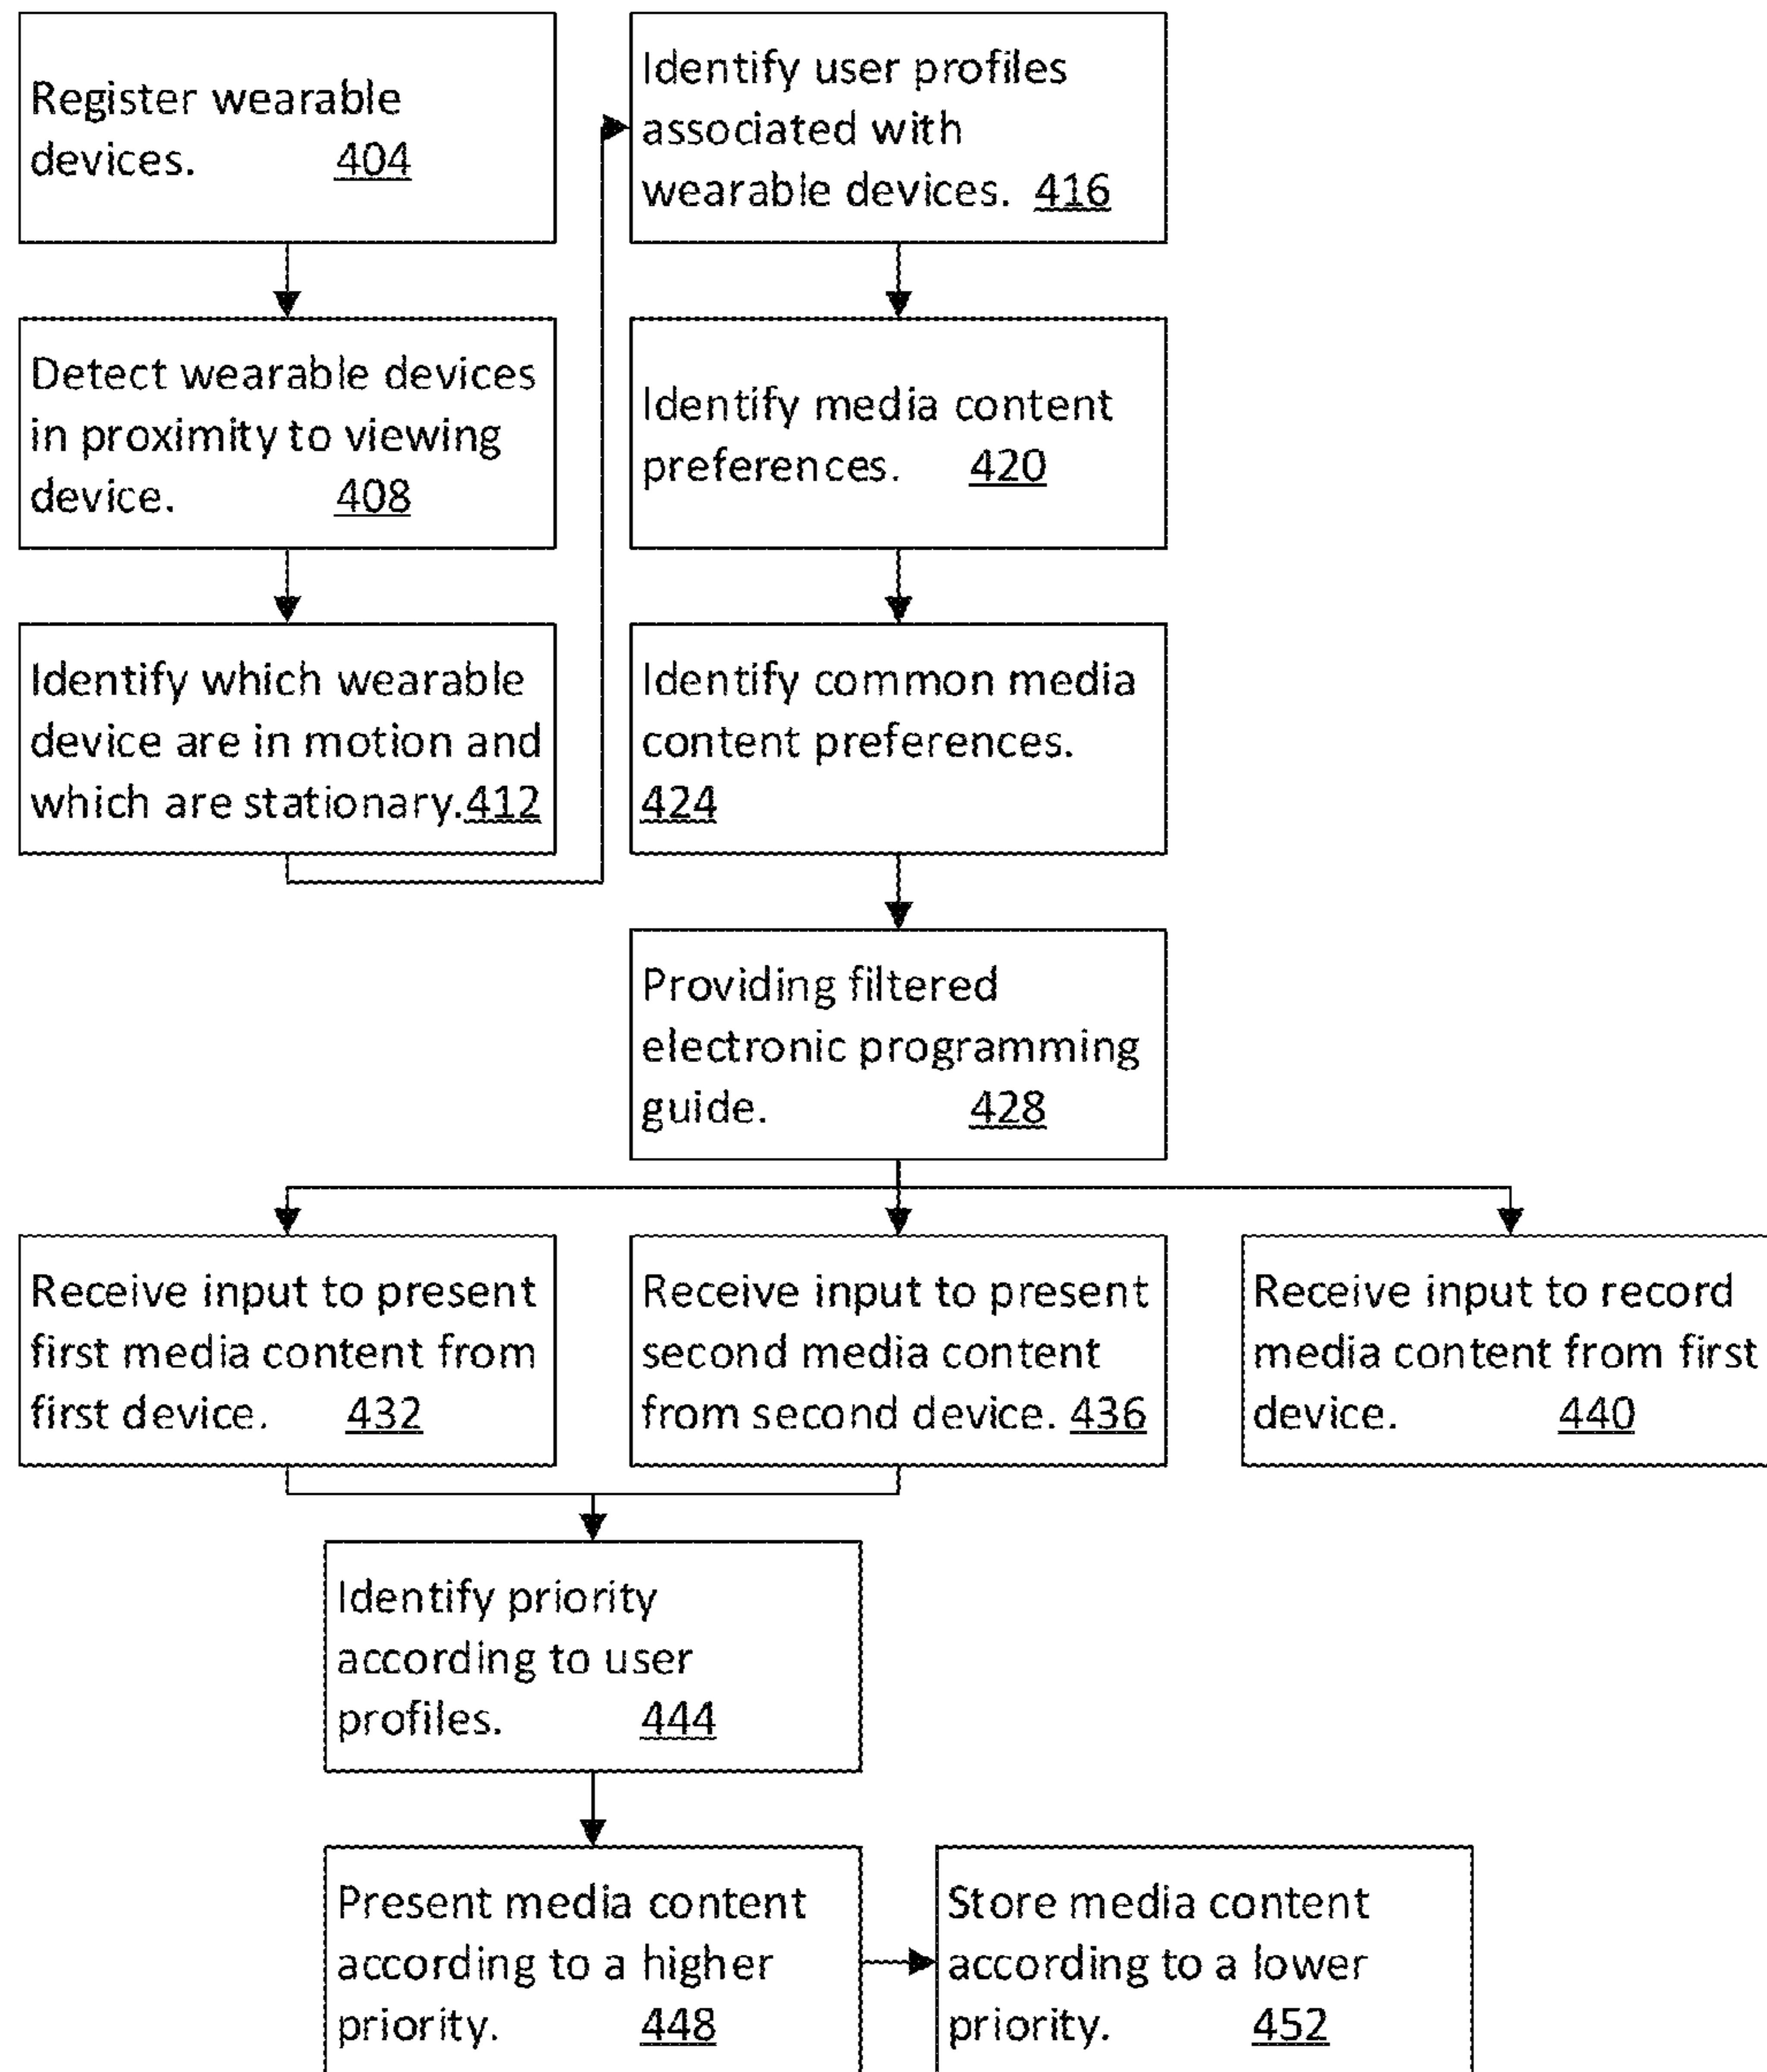 Register wearable
devices. 404
Detect wearable devices
in proximity to viewing
device. 408
Identify which wearable
device are in motion and
which are stationary.412
Identify user profiles
associated with
wearable devices. 416
Identify media content
preferences. 420
Identify common media
content preferences.
424
Providing filtered
electronic programming
guide. 428
Receive input to present
first media content from
first device. 432
Receive input to present
second media content
from second device. 436
Receive input to record
media content from first
device. 440
Identify priority
according to user
profiles. 444
Present media content
according to a higher
priority. 448
Store media content
according to a lower
priority. 452